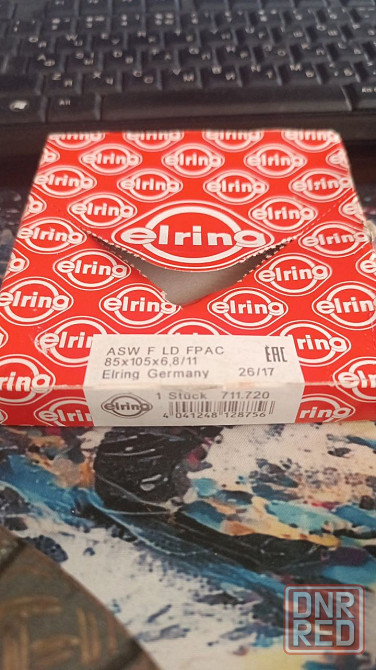 elring
ASW F LD FPAC
85x105x6,8/11
Elring Germany 26/17
EAC
elring
1 Stück 711.720
4 041248 128756
DNR
RED